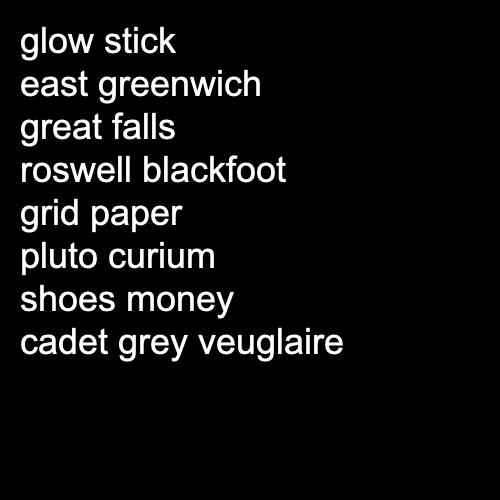 glow stick
east greenwich
great falls
roswell blackfoot
grid paper
pluto curium
shoes money
cadet grey veuglaire